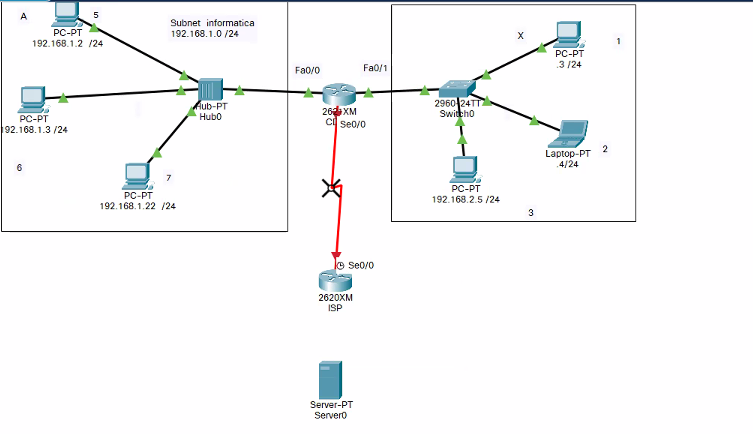 A
5
PC-PT
192.168.1.2 /24
Subnet informatica
192.168.1.0 /24
PC-PT
192.168.1.3 /24
Hub-PT
Hub0
6
7
PC-PT
192.168.1.22 /24
Fa0/0
Fa0/1
Se0/0
Se0/0
2620XM
ISP
Server-PT
Server0
X
1
PC-PT
.3 /24
2960-24TT
Switch0
Laptop-PT
.4/24
2
PC-PT
192.168.2.5 /24
3